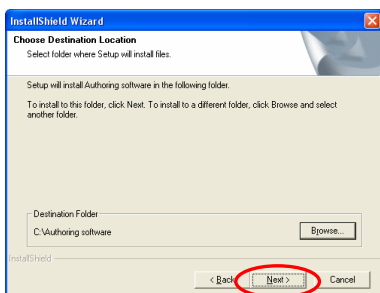 InstallShield Wizard
Choose Destination Location
Select folder where Setup will install files.
Setup will install Authoring software in the following folder.
To install to this folder, click Next. To install to a different folder, click Browse and select
another folder.
Destination Folder
C:\Authoring software
Browse...
InstallShield
< Back
Next >
Cancel